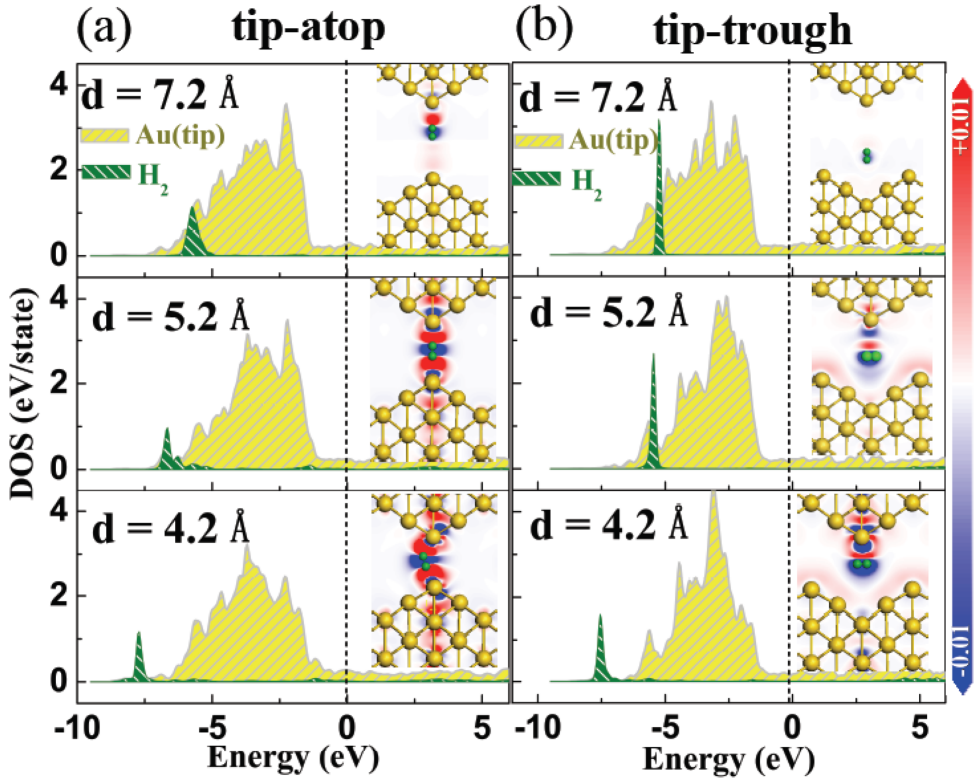 (a) tip-atop
(b) tip-trough
DOS (eV/state)
4
2
0
d = 7.2 Å
Au(tip)
H2
4
2
0
d = 5.2 Å
4
2
0
d = 4.2 Å
-10 -5 0 5
Energy (eV)
d = 7.2 Å
Au(tip)
H2
d = 5.2 Å
d = 4.2 Å
-10 -5 0 5
Energy (eV)
+0.01
-0.01